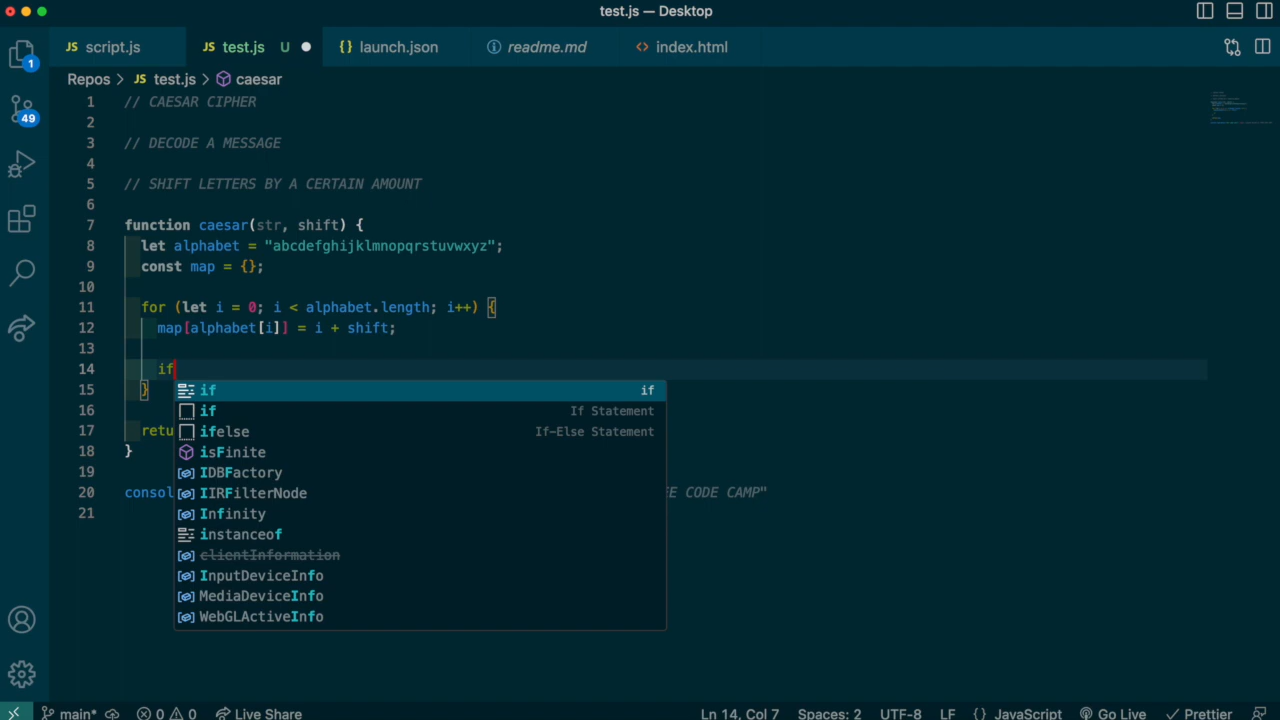 test.js — Desktop
JS script.js JS test.js U {} launch.json readme.md <> index.html
1
Repos > JS test.js > caesar
1 // CAESAR CIPHER
2
3 // DECODE A MESSAGE
4
49
5 // SHIFT LETTERS BY A CERTAIN AMOUNT
6
7 function caesar(str, shift) {
8 let alphabet = "abcdefghijklmnopqrstuvwxyz";
9 const map = {};
10
11 for (let i = 0; i < alphabet.length; i++) {
12 map[alphabet[i]] = i + shift;
13
14 if
15 }
if if
16
if If Statement
17 retu
ifelse If-Else Statement
18 }
isFinite
19
IDBFactory
20 consol
IIRFilterNode
EE CODE CAMP"
21
Infinity
instanceof
clientInformation
InputDeviceInfo
MediaDeviceInfo
WebGLActiveInfo
main* 0 0 Live Share Ln 14, Col 7 Spaces: 2 UTF-8 LF {} JavaScript Go Live Prettier